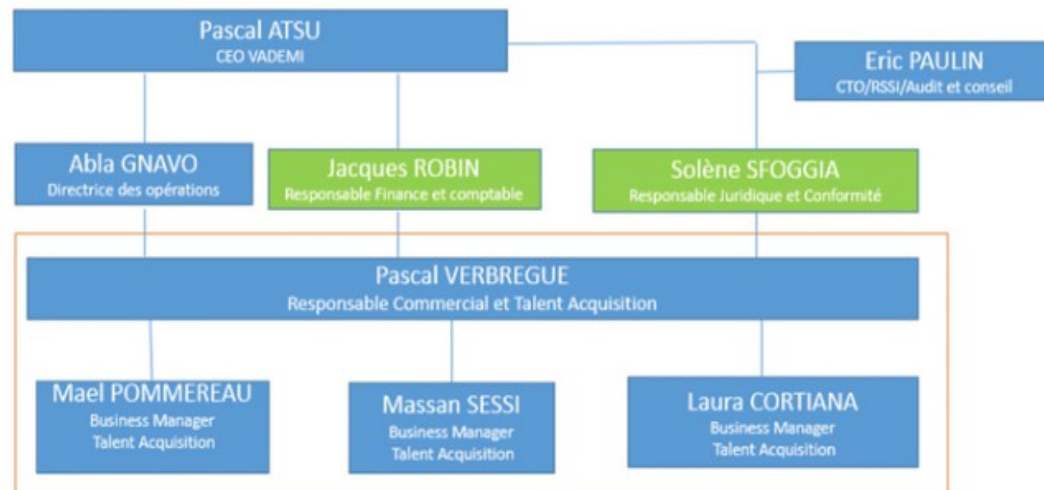 Pascal ATSU
CEO VADEMI
Eric PAULIN
CTO/RSSI/Audit et conseil
Abla GNAVO
Directrice des opérations
Jacques ROBIN
Responsable Finance et comptable
Solène SFOGGIA
Responsable Juridique et Conformité
Pascal VERBREGUE
Responsable Commercial et Talent Acquisition
Mael POMMEREAU
Business Manager
Talent Acquisition
Massan SESSI
Business Manager
Talent Acquisition
Laura CORTIANA
Business Manager
Talent Acquisition